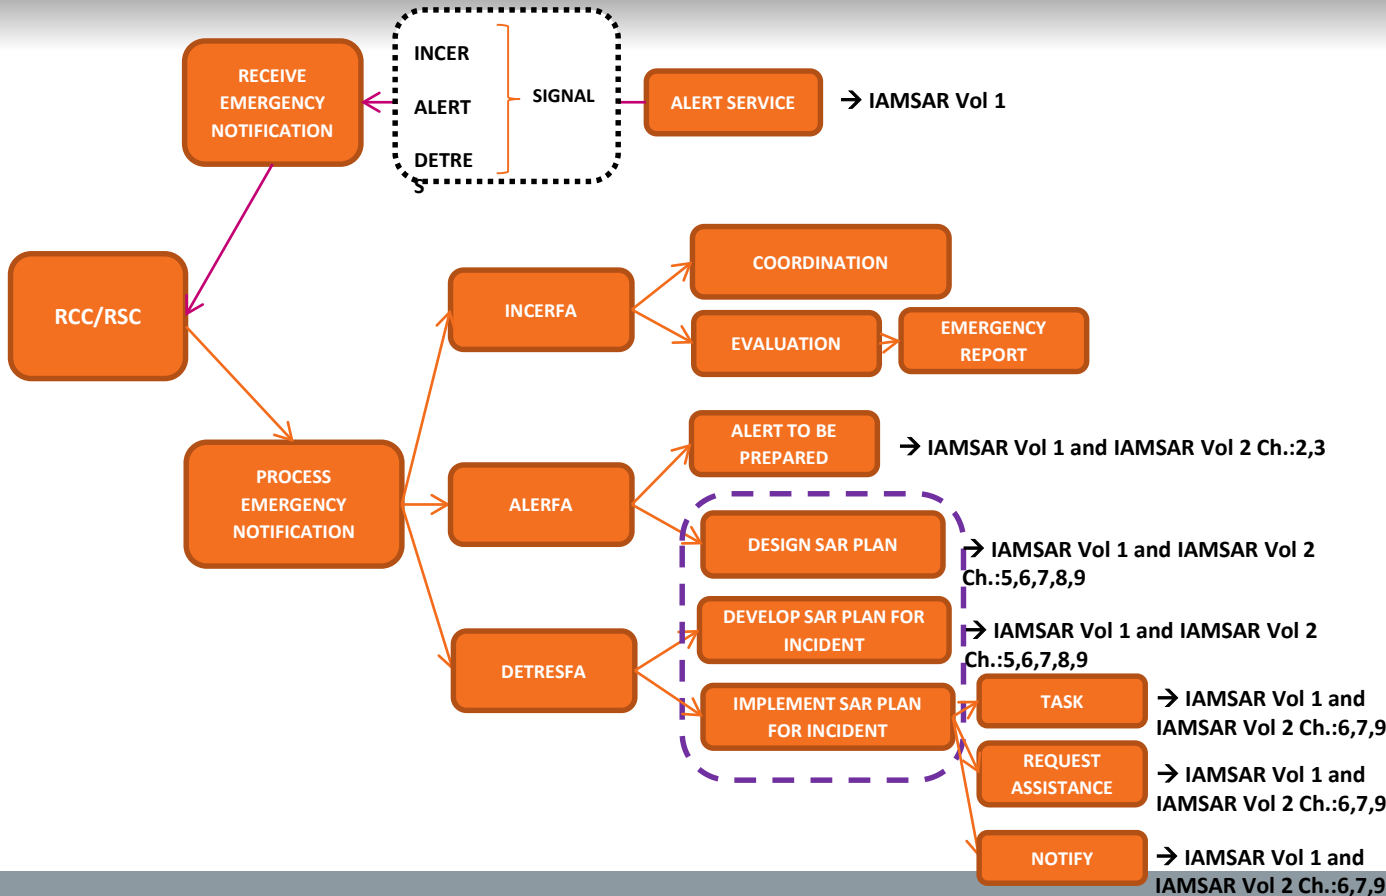 INCER
ALERT
DETRE
S
SIGNAL
RECEIVE
EMERGENCY
NOTIFICATION
ALERT SERVICE
→ IAMSAR Vol 1
RCC/RSC
PROCESS
EMERGENCY
NOTIFICATION
INCERFA
COORDINATION
EVALUATION
EMERGENCY
REPORT
ALERFA
ALERT TO BE
PREPARED
→ IAMSAR Vol 1 and IAMSAR Vol 2 Ch.:2,3
DESIGN SAR PLAN
→ IAMSAR Vol 1 and IAMSAR Vol 2
Ch.:5,6,7,8,9
DETRESFA
DEVELOP SAR PLAN FOR
INCIDENT
→ IAMSAR Vol 1 and IAMSAR Vol 2
Ch.:5,6,7,8,9
IMPLEMENT SAR PLAN
FOR INCIDENT
TASK
→ IAMSAR Vol 1 and
IAMSAR Vol 2 Ch.:6,7,9
REQUEST
ASSISTANCE
→ IAMSAR Vol 1 and
IAMSAR Vol 2 Ch.:6,7,9
NOTIFY
→ IAMSAR Vol 1 and
IAMSAR Vol 2 Ch.:6,7,9